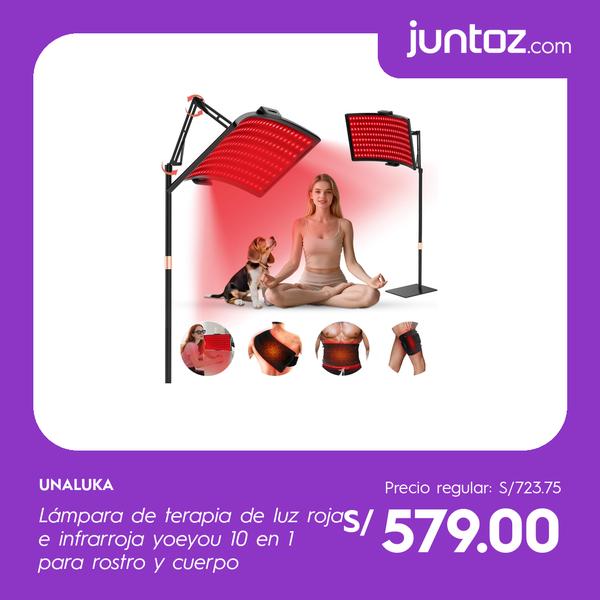 juntoz.com
UNALUKA
Lámpara de terapia de luz roja
e infrarroja yoeyou 10 en 1
para rostro y cuerpo
Precio regular: S/723.75
S/ 579.00